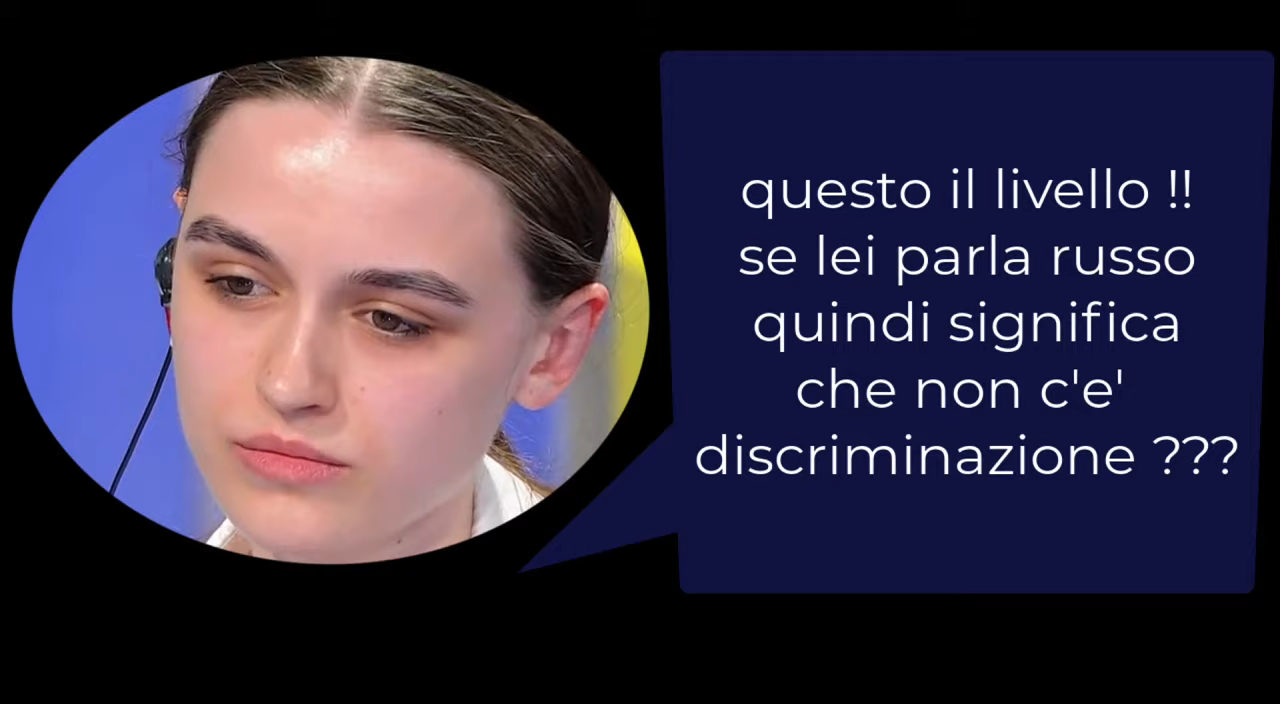 questo il livello !!
se lei parla russo
quindi significa
che non c'e'
discriminazione ???